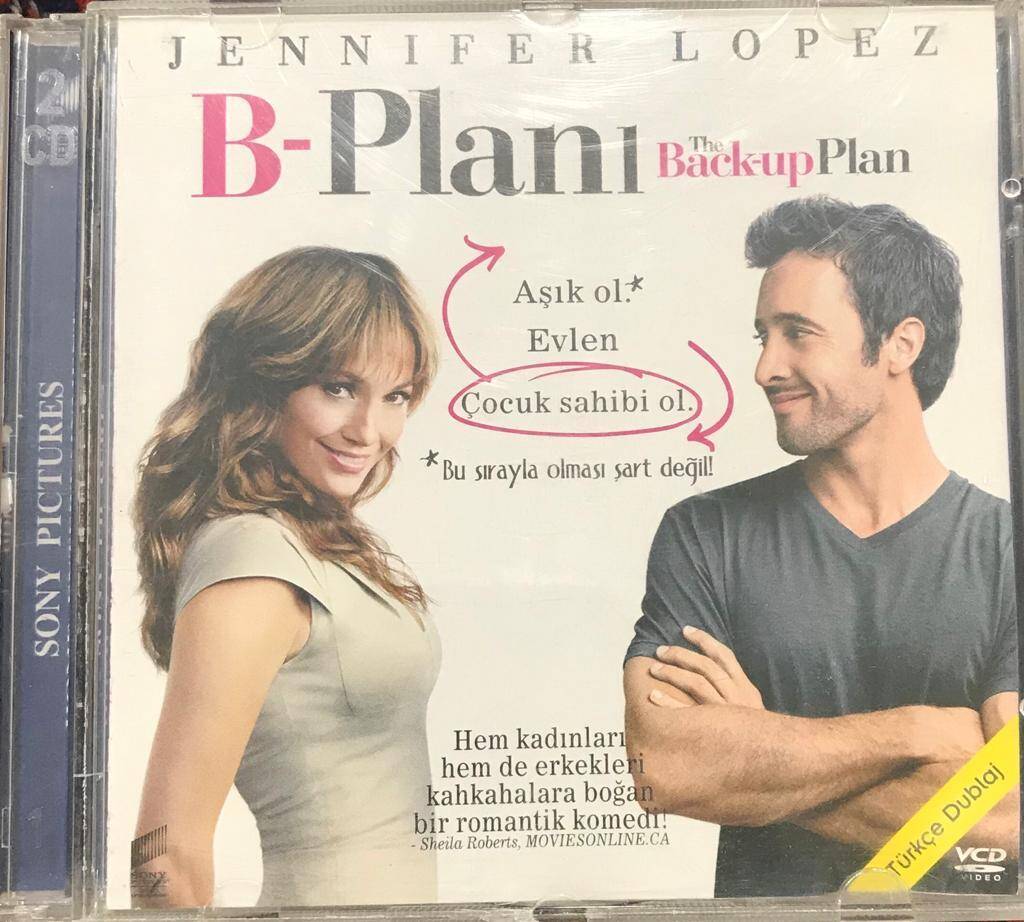 JENNIFER LOPEZ
B-Planı
The
Back-up Plan
2
CD
SONY PICTURES
Aşık ol.*
Evlen
Çocuk sahibi ol.
*Bu sırayla olması şart değil!
Hem kadınları
hem de erkekleri
kahkahalara boğan
bir romantik komedi!
- Sheila Roberts, MOVIESONLINE.CA
Türkçe Dublaj
VCD
VIDEO
SONY